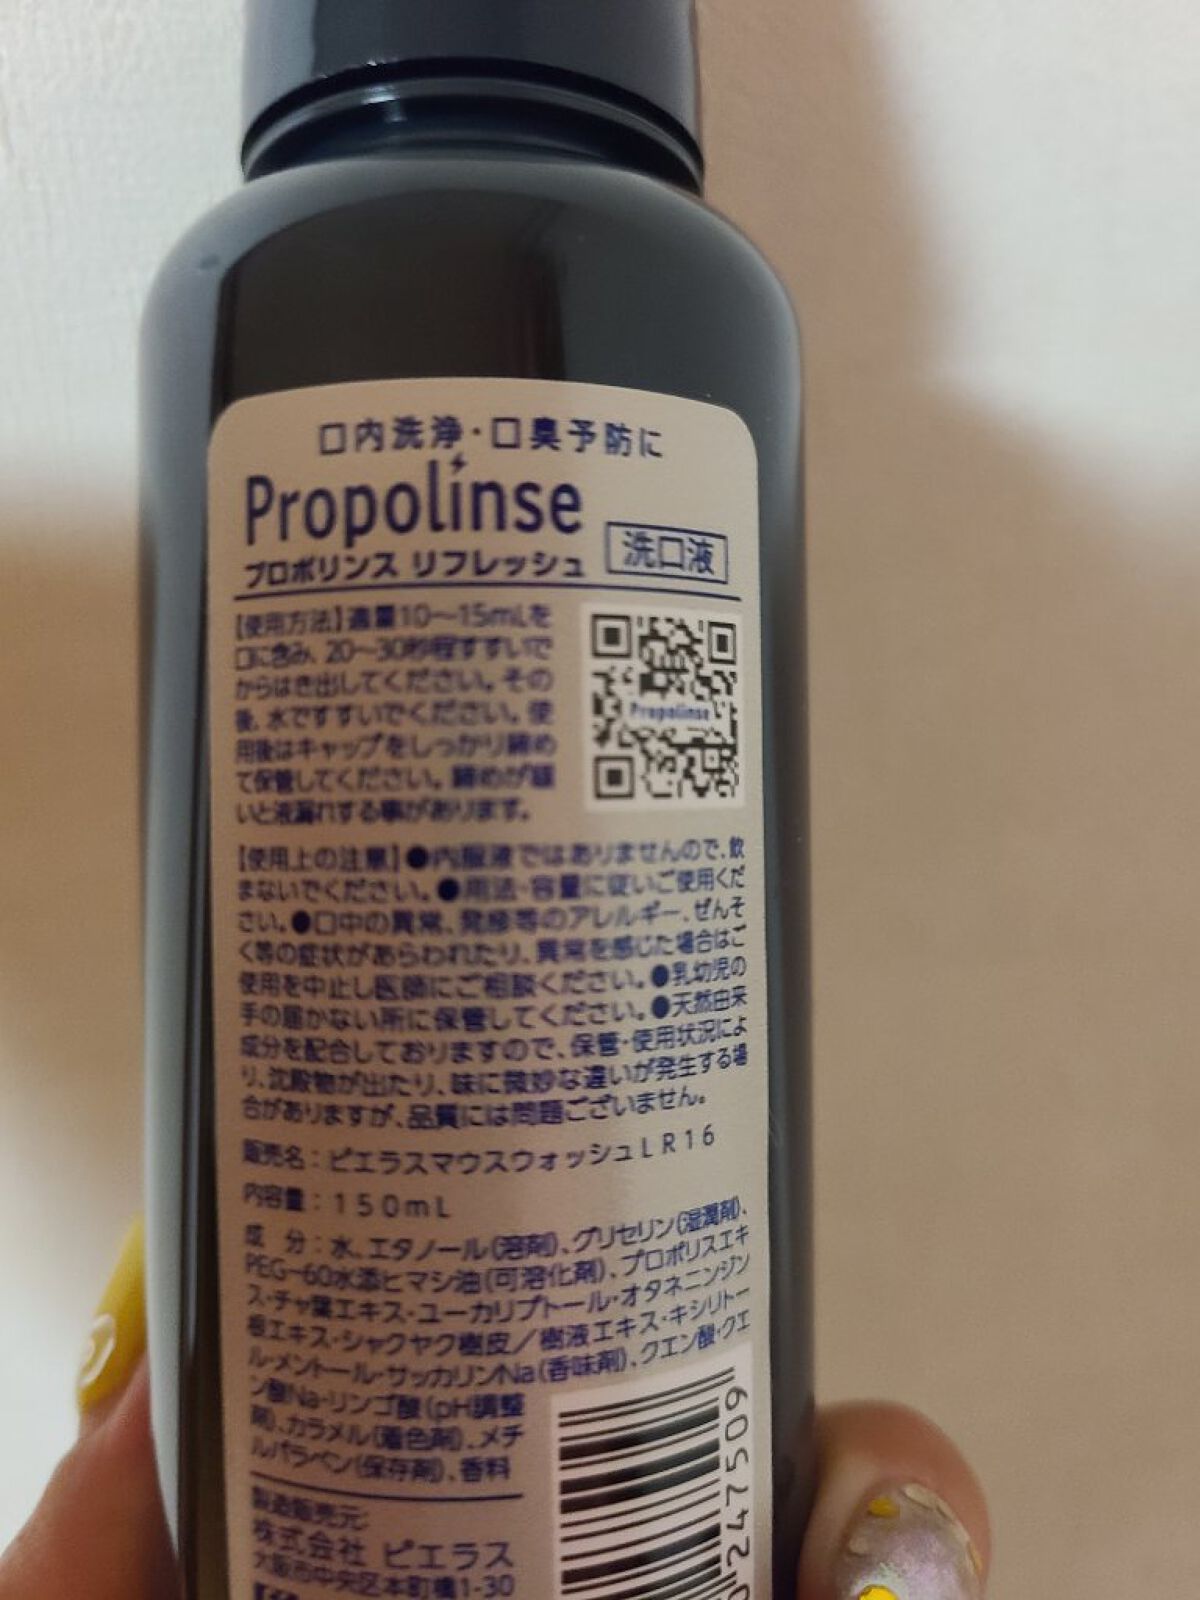 口内洗浄・口臭予防に
Propolinse
プロポリンス リフレッシュ
洗口液
【使用方法】適量10〜15mLを
口に含み、20〜30秒程すすいで
からはき出してください。その
後、水ですすいでください。使
用後はキャップをしっかり締め
て保管してください。締めが緩
いと液漏れする事があります。
Propolinse
【使用上の注意】●内服液ではありませんので、飲
まないでください。●用法・容量に従いご使用くだ
さい。●口中の異常、発疹等のアレルギー、ぜんそ
く等の症状があらわれたり、異常を感じた場合はご
使用を中止し医師にご相談ください。●乳幼児の
手の届かない所に保管してください。●天然由来
成分を配合しておりますので、保管・使用状況によ
り、沈殿物が出たり、味に微妙な違いが発生する場
合がありますが、品質には問題ございません。
販売名：ピエラスマウスウォッシュLR16
内容量：150mL
成 分：水、エタノール(溶剤)、グリセリン(湿潤剤)、
PEG-60水添ヒマシ油(可溶化剤)、プロポリスエキ
ス・チャ葉エキス・ユーカリプトール・オタネニンジン
根エキス・シャクヤク樹皮／樹液エキス・キシリトー
ル・メントール・サッカリンNa(香味剤)、クエン酸・クエ
ン酸Na・リンゴ酸(pH調整
剤)、カラメル(着色剤)、メチ
ルパラベン(保存剤)、香料
製造販売元:
株式会社 ピエラス
大阪市中央区本町橋1-30
0247509